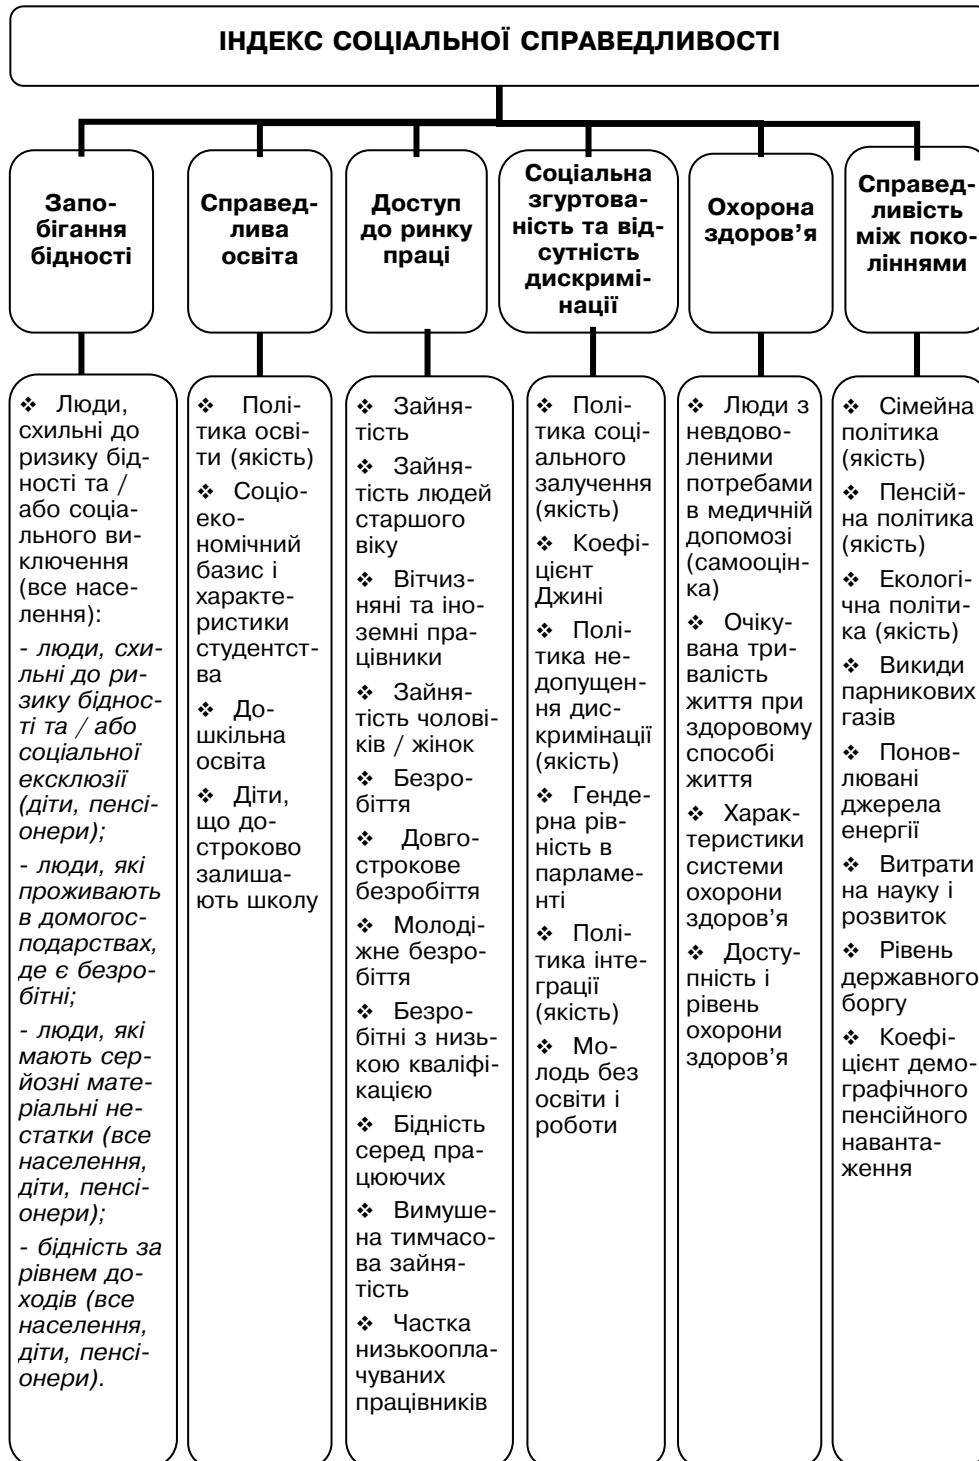 ІНДЕКС СОЦІАЛЬНОЇ СПРАВЕДЛИВОСТІ
Запо-
бігання
бідності
Справед-
лива
освіта
Доступ
до ринку
праці
Соціальна
згуртова-
ність та від-
сутність
дискримі-
нації
Охорона
здоров’я
Справед-
ливість
між поко-
ліннями
❖ Люди,
схильні до
ризику бід-
ності та /
або соціа-
льного ви-
ключення
(все насе-
лення):
- люди, схи-
льні до ри-
зику біднос-
ті та / або
соціальної
ексклюзії
(діти, пенсі-
онери);
- люди, які
проживають
в домогос-
подарствах,
де є безро-
бітні;
- люди, які
мають сер-
йозні мате-
ріальні не-
статки (все
населення,
діти, пенсі-
онери);
- бідність за
рівнем до-
ходів (все
населення,
діти, пенсі-
онери).
❖ Полі-
тика осві-
ти (якість)
❖ Соціо-
еко-
номічний
базис і
характе-
ристики
студентст-
ва
❖ До-
шкільна
освіта
❖ Діти,
що до-
строково
залиша-
ють школу
❖ Зайня-
тість
❖ Зайня-
тість людей
старшого
віку
❖ Вітчиз-
няні та іно-
земні пра-
цівники
❖ Зайня-
тість чолові-
ків / жінок
❖ Безро-
біття
❖ Довго-
строкове
безробіття
❖ Молоді-
жне безро-
біття
❖ Безро-
бітні з низь-
кою кваліфі-
кацією
❖ Бідність
серед пра-
цюючих
❖ Вимуше-
на тимчасо-
ва зайня-
тість
❖ Частка
низькоопла-
чуваних
працівників
❖ Полі-
тика соці-
ального
залучення
(якість)
❖ Коефі-
цієнт
Джині
❖ Полі-
тика не-
допущен-
ня дис-
кримінації
(якість)
❖ Генде-
рна рів-
ність в
парламе-
нті
❖ Полі-
тика інте-
грації
(якість)
❖ Мо-
лодь без
освіти і
роботи
❖ Люди з
невдово-
леними
потребами
в медичній
допомозі
(самооцін-
ка)
❖ Очіку-
вана три-
валість
життя при
здоровому
способі
життя
❖ Харак-
теристики
системи
охорони
здоров’я
❖ Досту-
пність і
рівень
охорони
здоров’я
❖ Сімейна
політика
(якість)
❖ Пенсій-
на політика
(якість)
❖ Екологі-
чна політи-
ка (якість)
❖ Викиди
парникових
газів
❖ Понов-
лювані
джерела
енергії
❖ Витрати
на науку і
розвиток
❖ Рівень
державного
боргу
❖ Коефі-
цієнт демо-
графічного
пенсійного
наванта-
ження